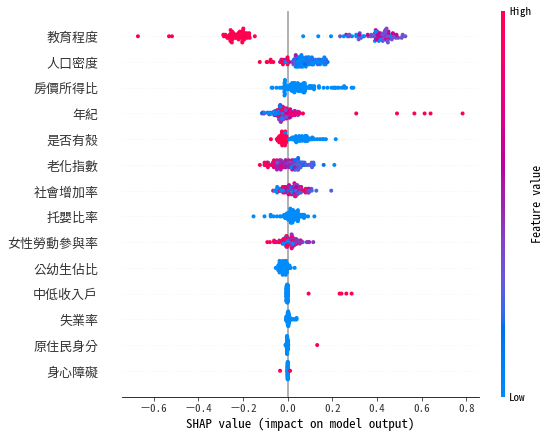 High
教育程度
人口密度
房價所得比
年紀
是否有殼
老化指數
社會增加率
托嬰比率
女性勞動參與率
公幼生佔比
中低收入戶
失業率
原住民身分
身心障礙
Feature value
Low
−0.6 −0.4 −0.2 0.0 0.2 0.4 0.6 0.8
SHAP value (impact on model output)